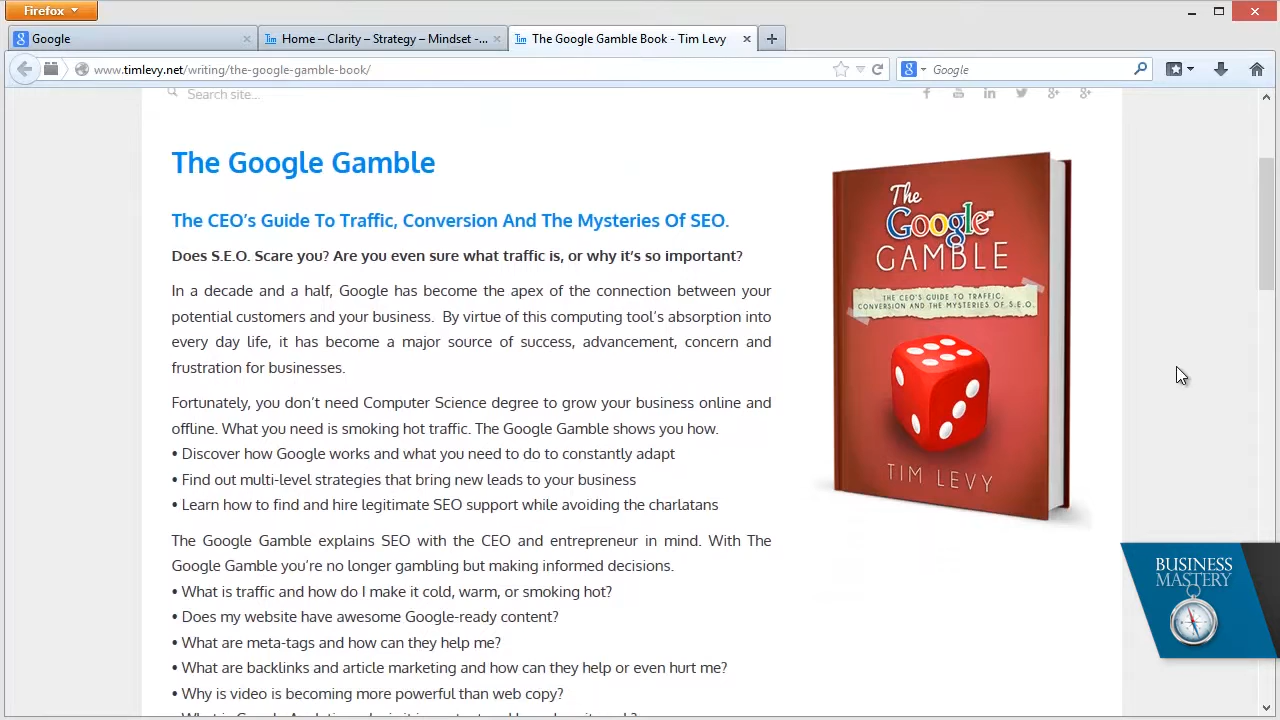 Firefox
Google
Home – Clarity – Strategy – Mindset -...
The Google Gamble Book - Tim Levy
www.timlevy.net/writing/the-google-gamble-book/
Google
Search site...
The Google Gamble
The CEO's Guide To Traffic, Conversion And The Mysteries Of SEO.
Does S.E.O. Scare you? Are you even sure what traffic is, or why it's so important?
In a decade and a half, Google has become the apex of the connection between your
potential customers and your business. By virtue of this computing tool's absorption into
every day life, it has become a major source of success, advancement, concern and
frustration for businesses.
Fortunately, you don't need Computer Science degree to grow your business online and
offline. What you need is smoking hot traffic. The Google Gamble shows you how.
• Discover how Google works and what you need to do to constantly adapt
• Find out multi-level strategies that bring new leads to your business
• Learn how to find and hire legitimate SEO support while avoiding the charlatans
The Google Gamble explains SEO with the CEO and entrepreneur in mind. With The
Google Gamble you're no longer gambling but making informed decisions.
• What is traffic and how do I make it cold, warm, or smoking hot?
• Does my website have awesome Google-ready content?
• What are meta-tags and how can they help me?
• What are backlinks and article marketing and how can they help or even hurt me?
• Why is video is becoming more powerful than web copy?
The
Google
GAMBLE
THE CEO'S GUIDE TO TRAFFIC,
CONVERSION AND THE MYSTERIES OF S.E.O.
TIM LEVY
BUSINESS
MASTERY